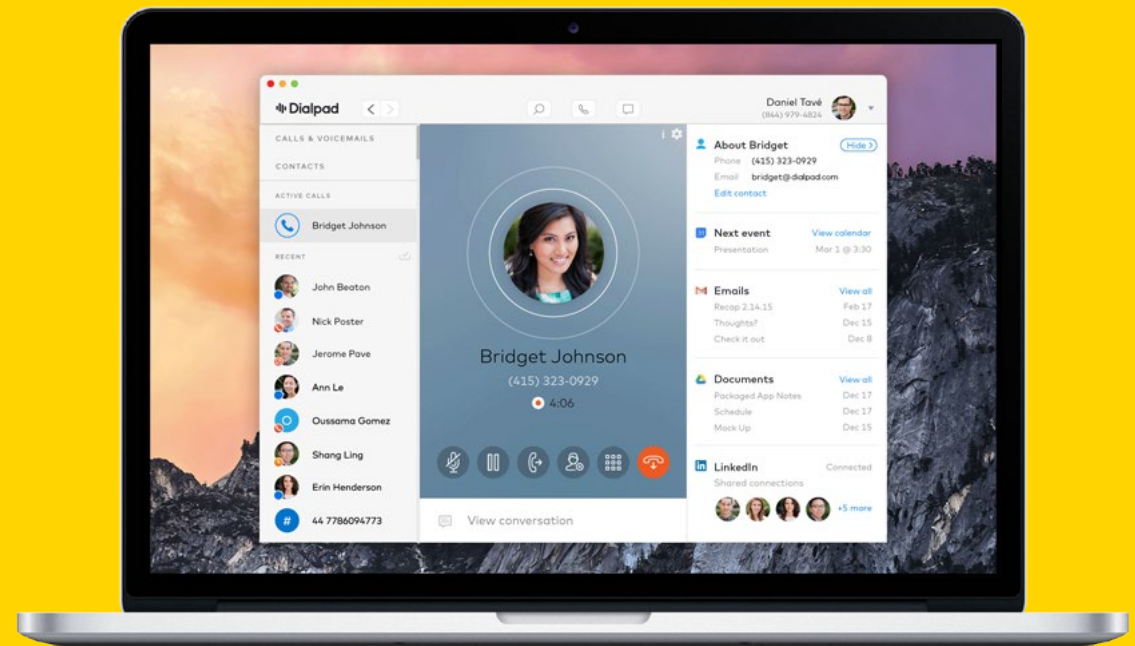 Dialpad
Daniel Tavé
(844) 979-4824
CALLS & VOICEMAILS
CONTACTS
ACTIVE CALLS
Bridget Johnson
RECENT
John Beaton
Nick Poster
Jerome Pave
Ann Le
Oussama Gomez
Shang Ling
Erin Henderson
# 44 7786094773
Bridget Johnson
(415) 323-0929
4:06
View conversation
About Bridget Hide >
Phone (415) 323-0929
Email bridget@dialpad.com
Edit contact
Next event View calendar
Presentation Mar 1 @ 3:30
Emails View all
Recap 2.14.15 Feb 17
Thoughts? Dec 15
Check it out Dec 8
Documents View all
Packaged App Notes Dec 17
Schedule Dec 17
Mock Up Dec 15
in LinkedIn Connected
Shared connections
+5 more